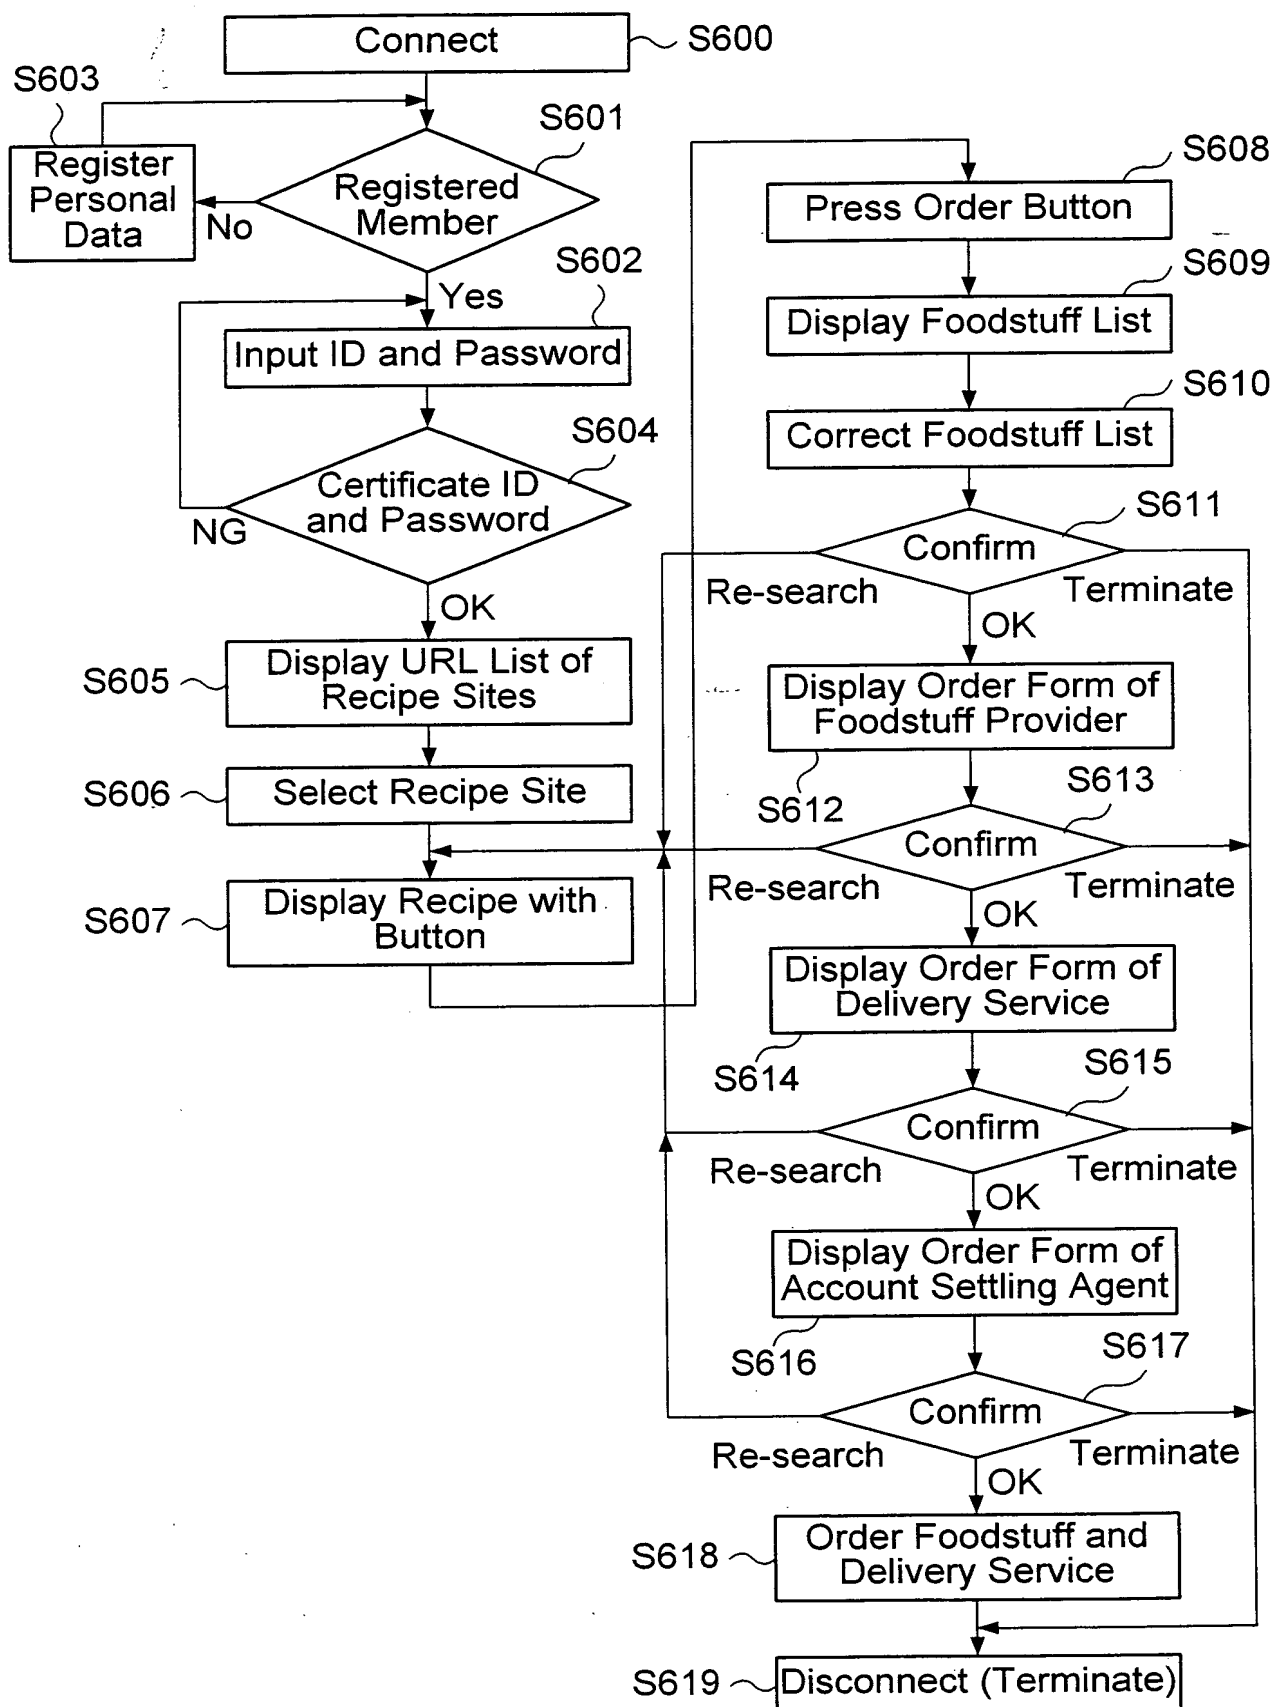 Connect
S600
S603
Register
Personal
Data
S601
Registered
Member
No
Yes
S602
Input ID and Password
S604
Certificate ID
and Password
NG
OK
S605
Display URL List of
Recipe Sites
S606
Select Recipe Site
S607
Display Recipe with
Button
S608
Press Order Button
S609
Display Foodstuff List
S610
Correct Foodstuff List
S611
Confirm
Re-search
Terminate
OK
Display Order Form of
Foodstuff Provider
S612
S613
Confirm
Re-search
Terminate
OK
Display Order Form of
Delivery Service
S614
S615
Confirm
Re-search
Terminate
OK
Display Order Form of
Account Settling Agent
S616
S617
Confirm
Re-search
Terminate
OK
S618
Order Foodstuff and
Delivery Service
S619
Disconnect (Terminate)